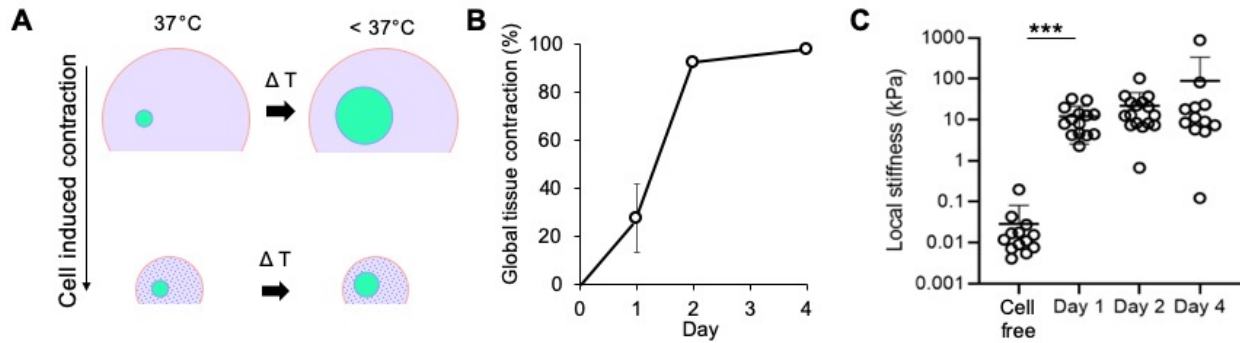 A
37°C
< 37°C
Δ T
Cell induced contraction
Δ T
B
Global tissue contraction (%)
100
80
60
40
20
0
0
1
2
3
4
Day
C
***
Local stiffness (kPa)
1000
100
10
1
0.1
0.01
0.001
Cell free
Day 1
Day 2
Day 4